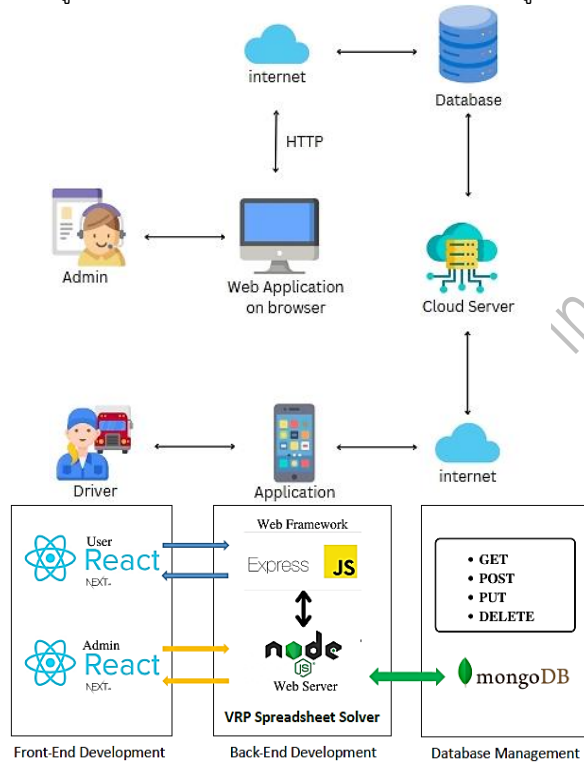 internet
Database
HTTP
Admin
Web Application
on browser
Cloud Server
Driver
Application
internet
User
React
NEXT
Admin
React
NEXT
Web Framework
Express
JS
node
JS
Web Server
VRP Spreadsheet Solver
• GET
• POST
• PUT
• DELETE
mongoDB
Front-End Development
Back-End Development
Database Management